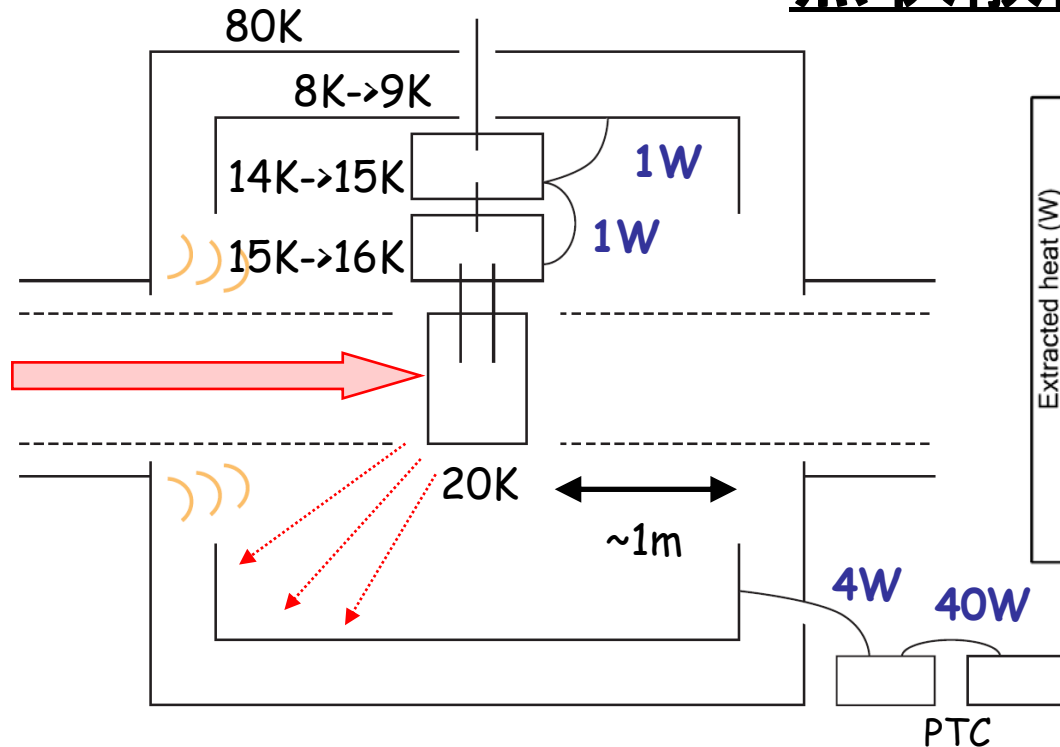 80K
8K->9K
14K->15K
1W
1W
15K->16K
20K
~1m
4W
40W
PTC
Extracted heat (W)